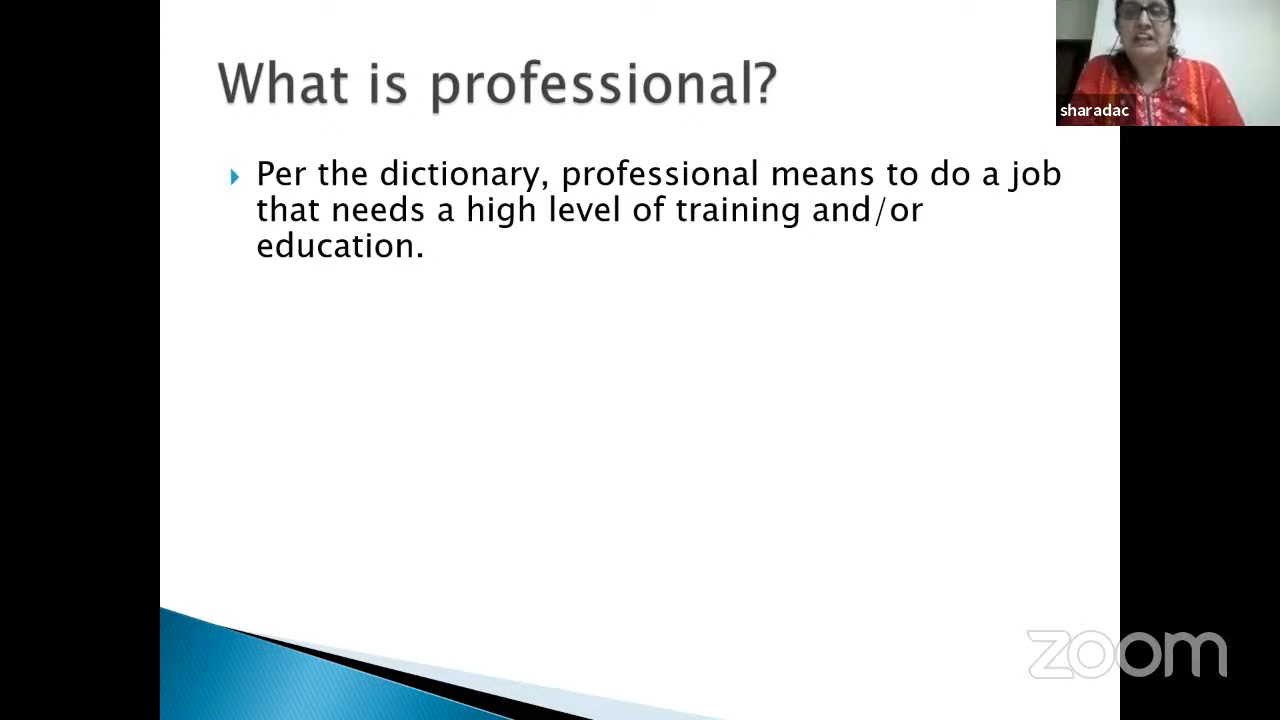 What is professional?
sharadac
Per the dictionary, professional means to do a job
that needs a high level of training and/or
education.
zoom